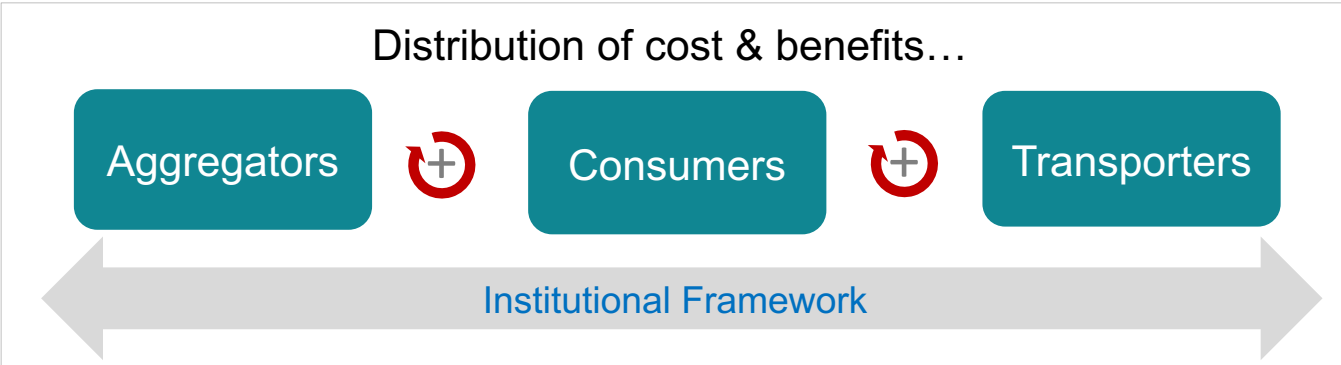 Distribution of cost & benefits…
Aggregators
+
Consumers
+
Transporters
Institutional Framework